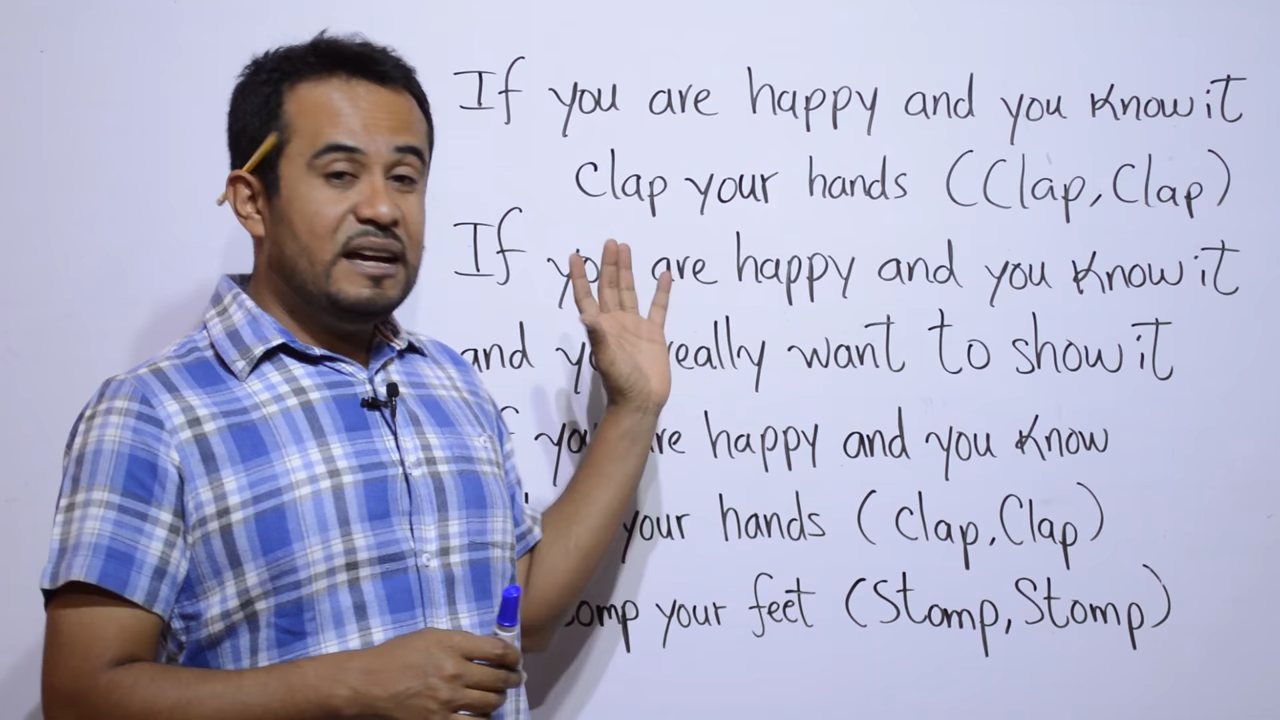 If you are happy and you know it
Clap your hands (Clap, Clap)
If are happy and you know it
and really want to show it
happy and you know
your hands (Clap, Clap)
your feet (Stomp, Stomp)